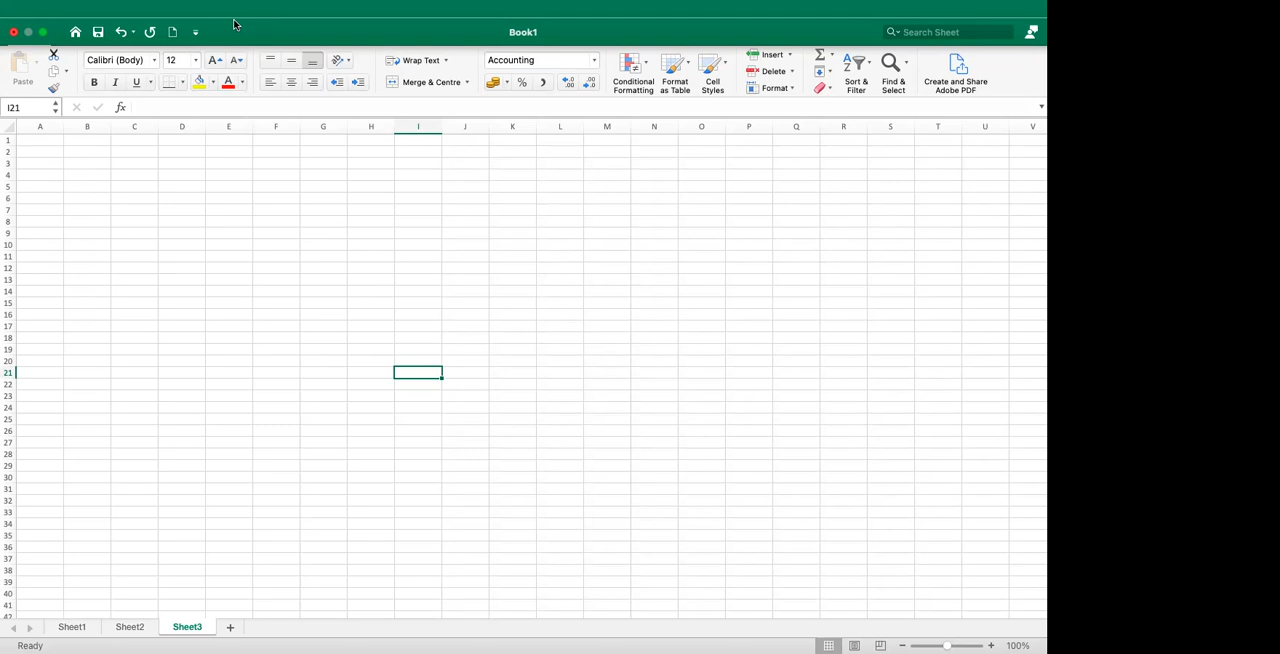 Book1
Search Sheet
Paste
Calibri (Body)
12
A A
Wrap Text
Accounting
B I U A
Merge & Centre
%
Conditional Formatting
Format as Table
Cell Styles
Insert
Delete
Format
Sort & Filter
Find & Select
Create and Share Adobe PDF
I21
fx
A B C D E F G H I J K L M N O P Q R S T U V
1
2
3
4
5
6
7
8
9
10
11
12
13
14
15
16
17
18
19
20
21
22
23
24
25
26
27
28
29
30
31
32
33
34
35
36
37
38
39
40
41
42
Sheet1 Sheet2 Sheet3 +
Ready
100%